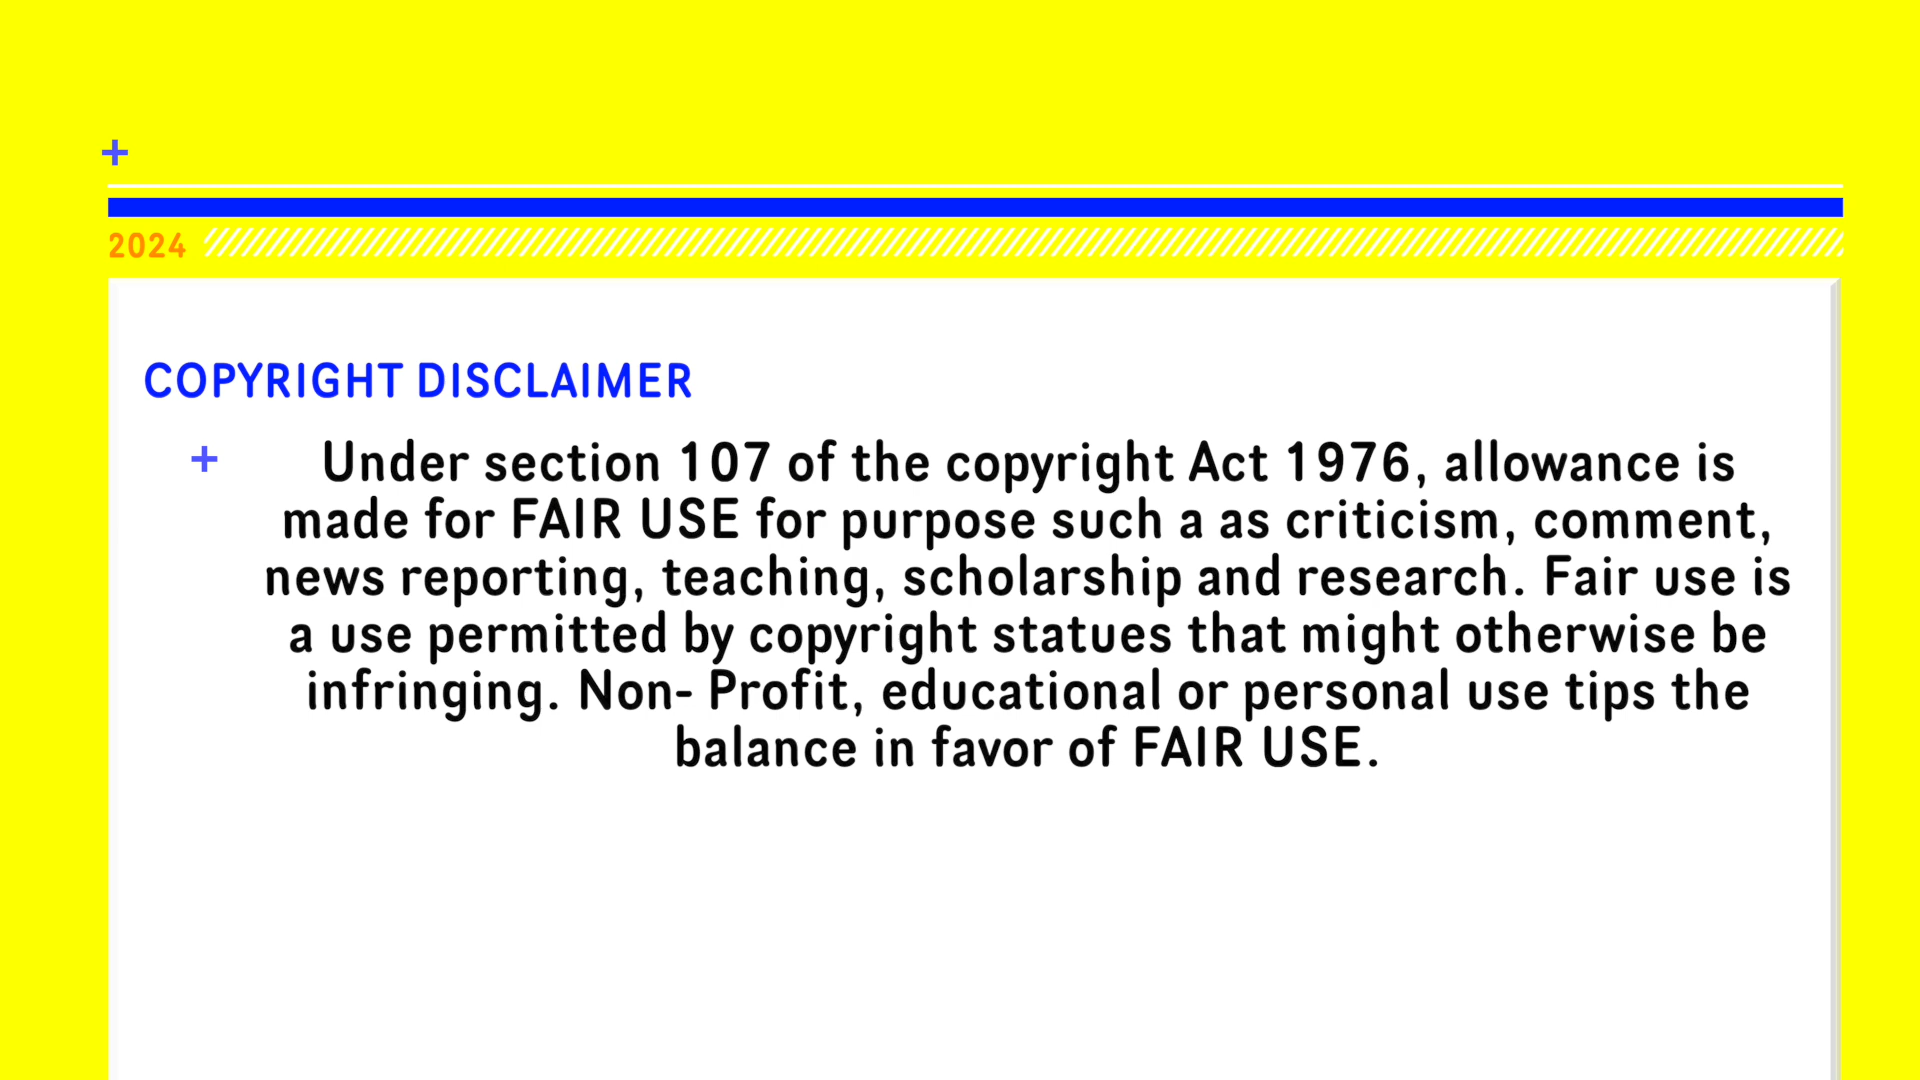 2024
COPYRIGHT DISCLAIMER
+ Under section 107 of the copyright Act 1976, allowance is
made for FAIR USE for purpose such a as criticism, comment,
news reporting, teaching, scholarship and research. Fair use is
a use permitted by copyright statues that might otherwise be
infringing. Non- Profit, educational or personal use tips the
balance in favor of FAIR USE.